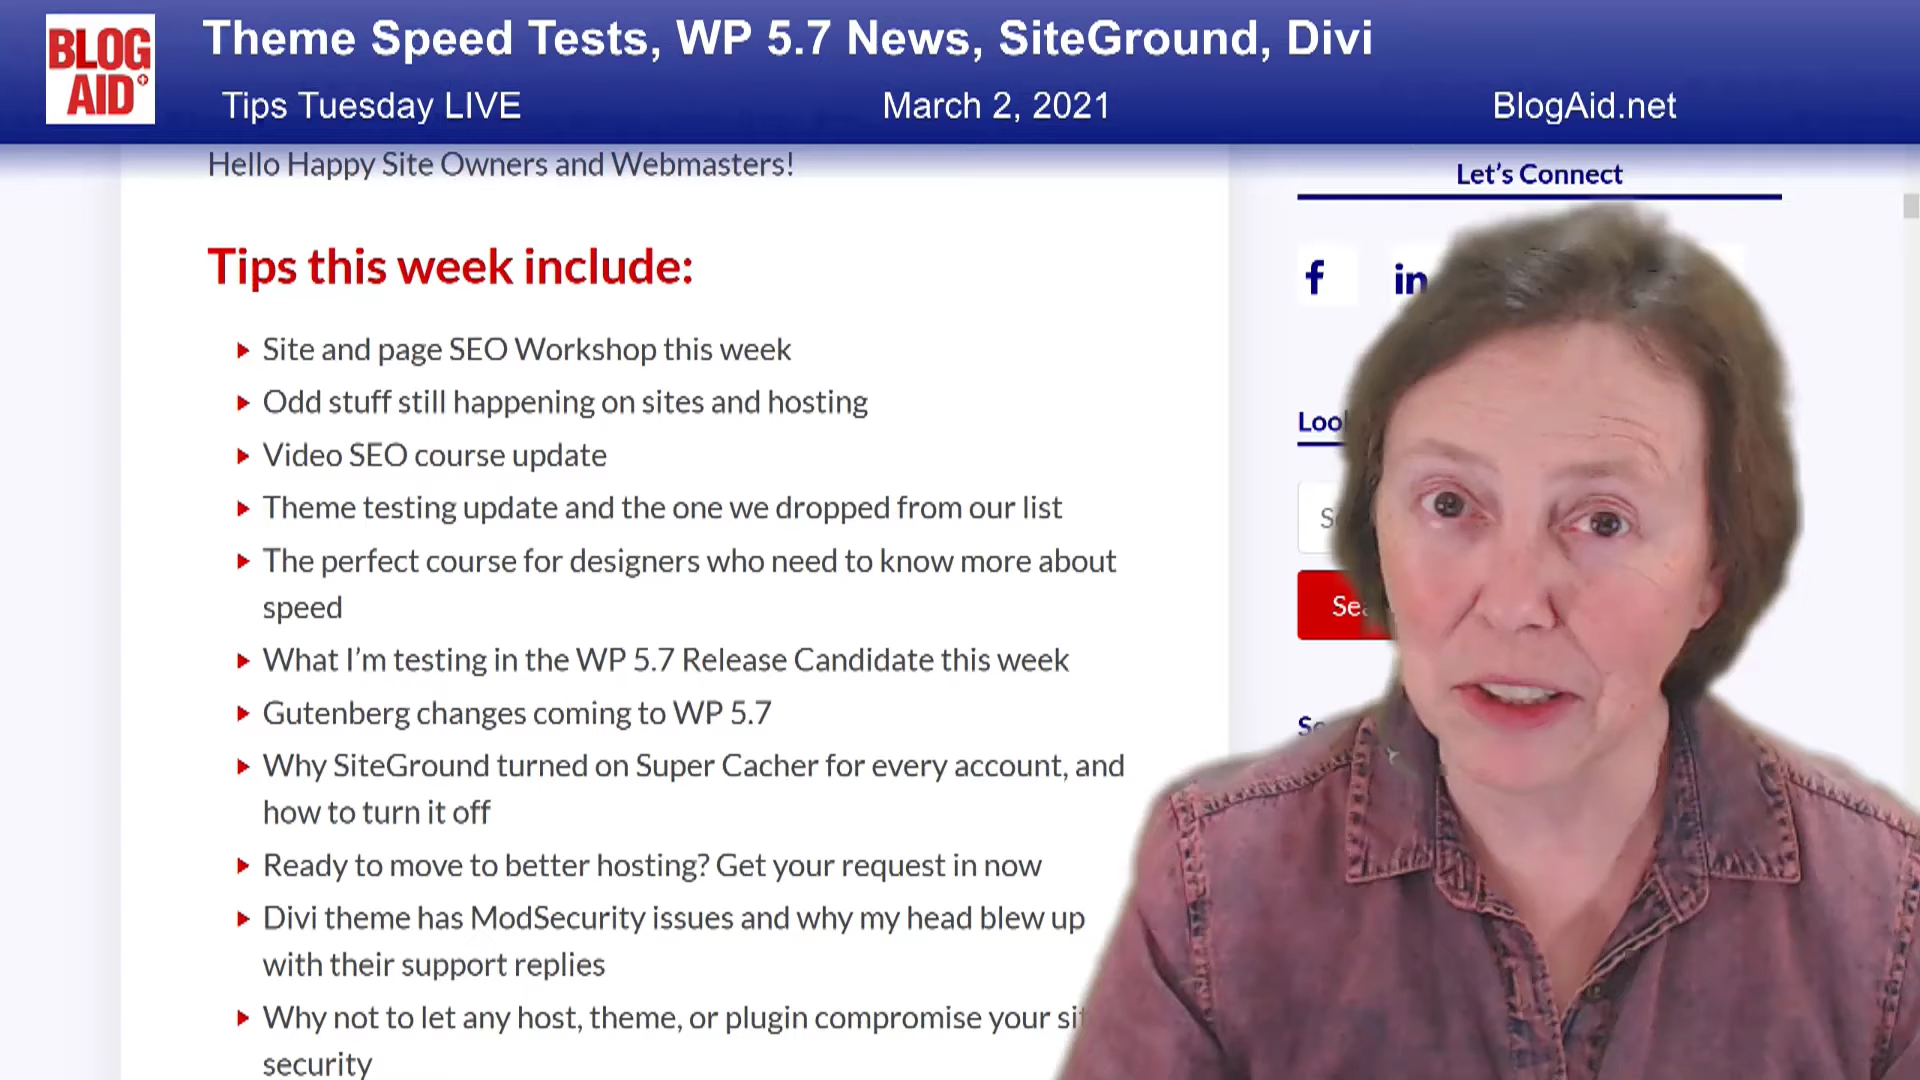 BLOG
AID
Theme Speed Tests, WP 5.7 News, SiteGround, Divi
Tips Tuesday LIVE
March 2, 2021
BlogAid.net
Hello Happy Site Owners and Webmasters!
Tips this week include:
Site and page SEO Workshop this week
Odd stuff still happening on sites and hosting
Video SEO course update
Theme testing update and the one we dropped from our list
The perfect course for designers who need to know more about
speed
What I'm testing in the WP 5.7 Release Candidate this week
Gutenberg changes coming to WP 5.7
Why SiteGround turned on Super Cacher for every account, and
how to turn it off
Ready to move to better hosting? Get your request in now
Divi theme has ModSecurity issues and why my head blew up
with their support replies
Why not to let any host, theme, or plugin compromise your
security
Let's Connect
f
in